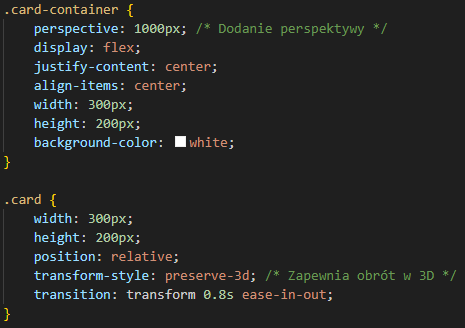 .card-container {
    perspective: 1000px; /* Dodanie perspektywy */
    display: flex;
    justify-content: center;
    align-items: center;
    width: 300px;
    height: 200px;
    background-color: white;
}

.card {
    width: 300px;
    height: 200px;
    position: relative;
    transform-style: preserve-3d; /* Zapewnia obrót w 3D */
    transition: transform 0.8s ease-in-out;
}